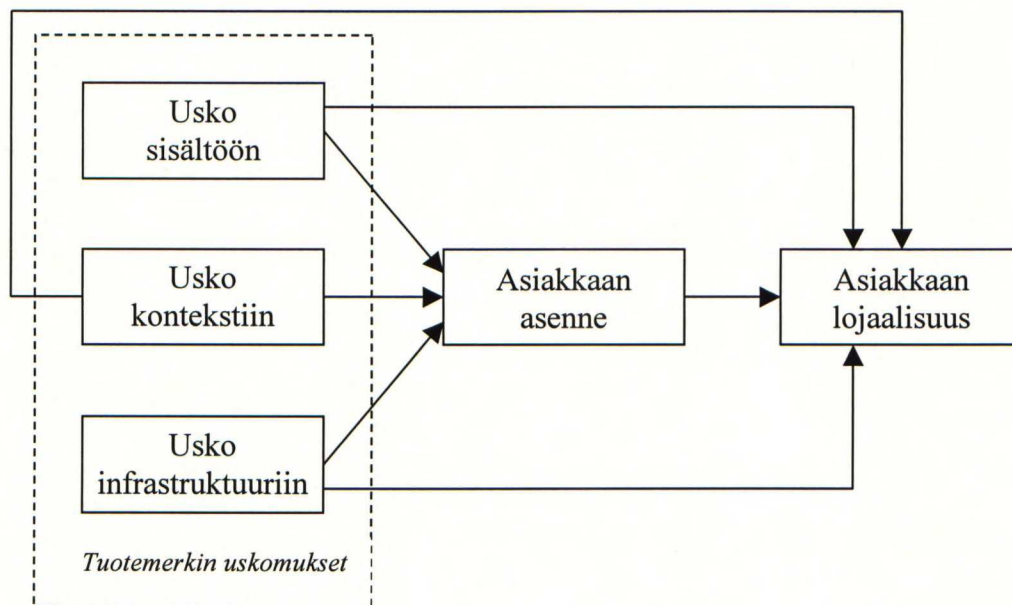 Usko
sisältöön
Usko
kontekstiin
Asiakkaan
asenne
Asiakkaan
lojaalisuus
Usko
infrastruktuuriin
Tuotemerkin uskomukset